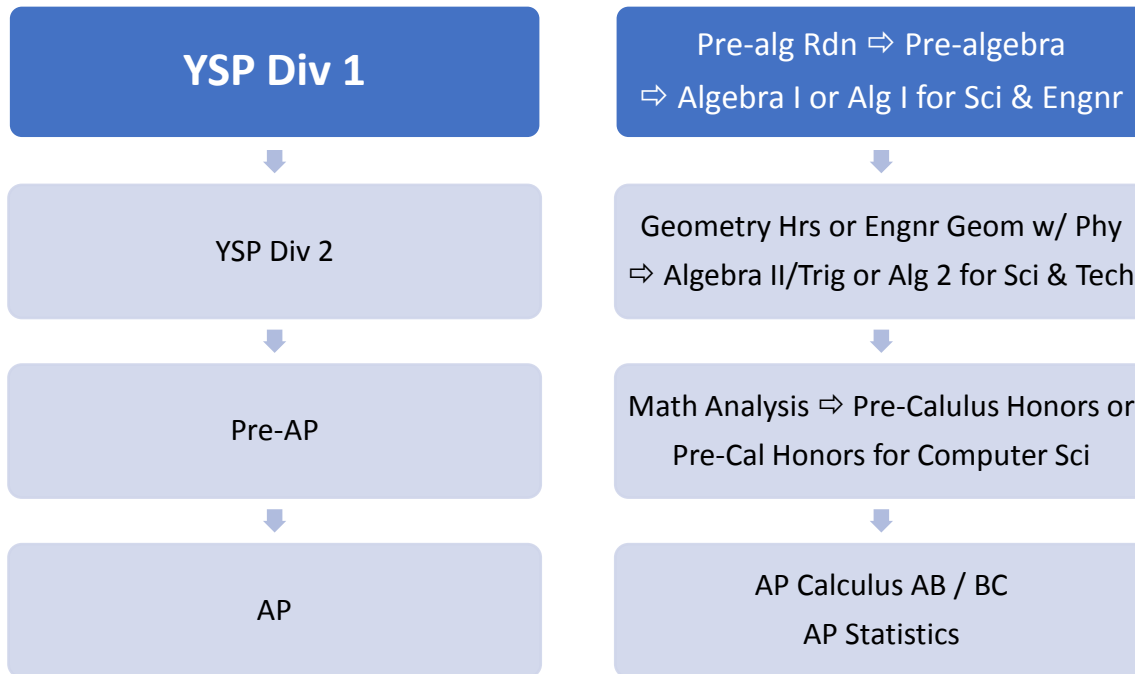 YSP Div 1
YSP Div 2
Pre-AP
AP
Pre-alg Rdn ⇨ Pre-algebra
⇨ Algebra I or Alg I for Sci & Engnr
Geometry Hrs or Engnr Geom w/ Phy
⇨ Algebra II/Trig or Alg 2 for Sci & Tech
Math Analysis ⇨ Pre-Calulus Honors or
Pre-Cal Honors for Computer Sci
AP Calculus AB / BC
AP Statistics